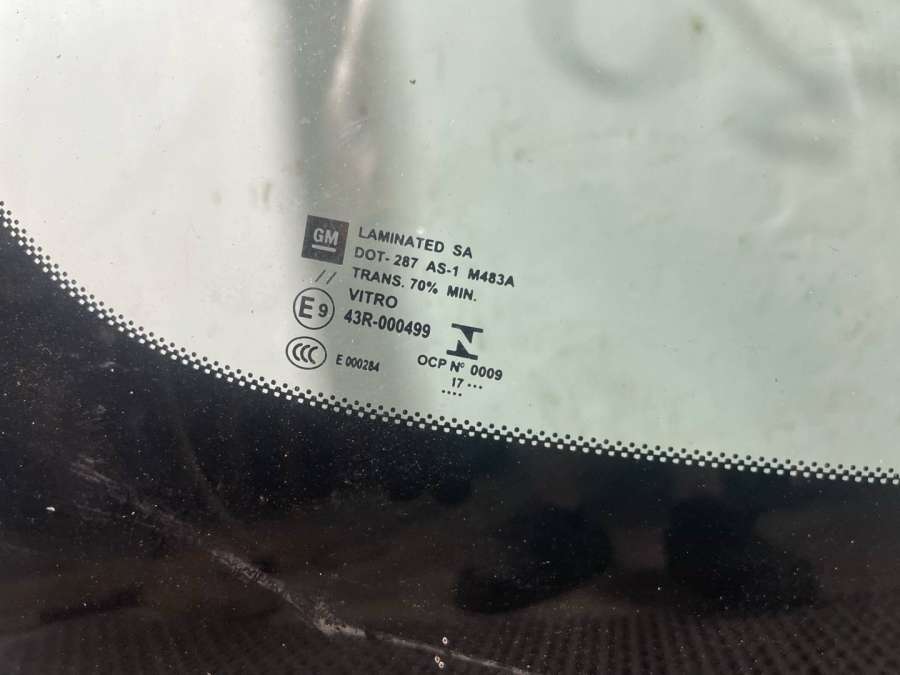 GM
LAMINATED SA
DOT-287 AS-1 M483A
// TRANS. 70% MIN.
VITRO
E9 43R-000499
CCC E 000284
OCP Nº 0009
17 •••
••••